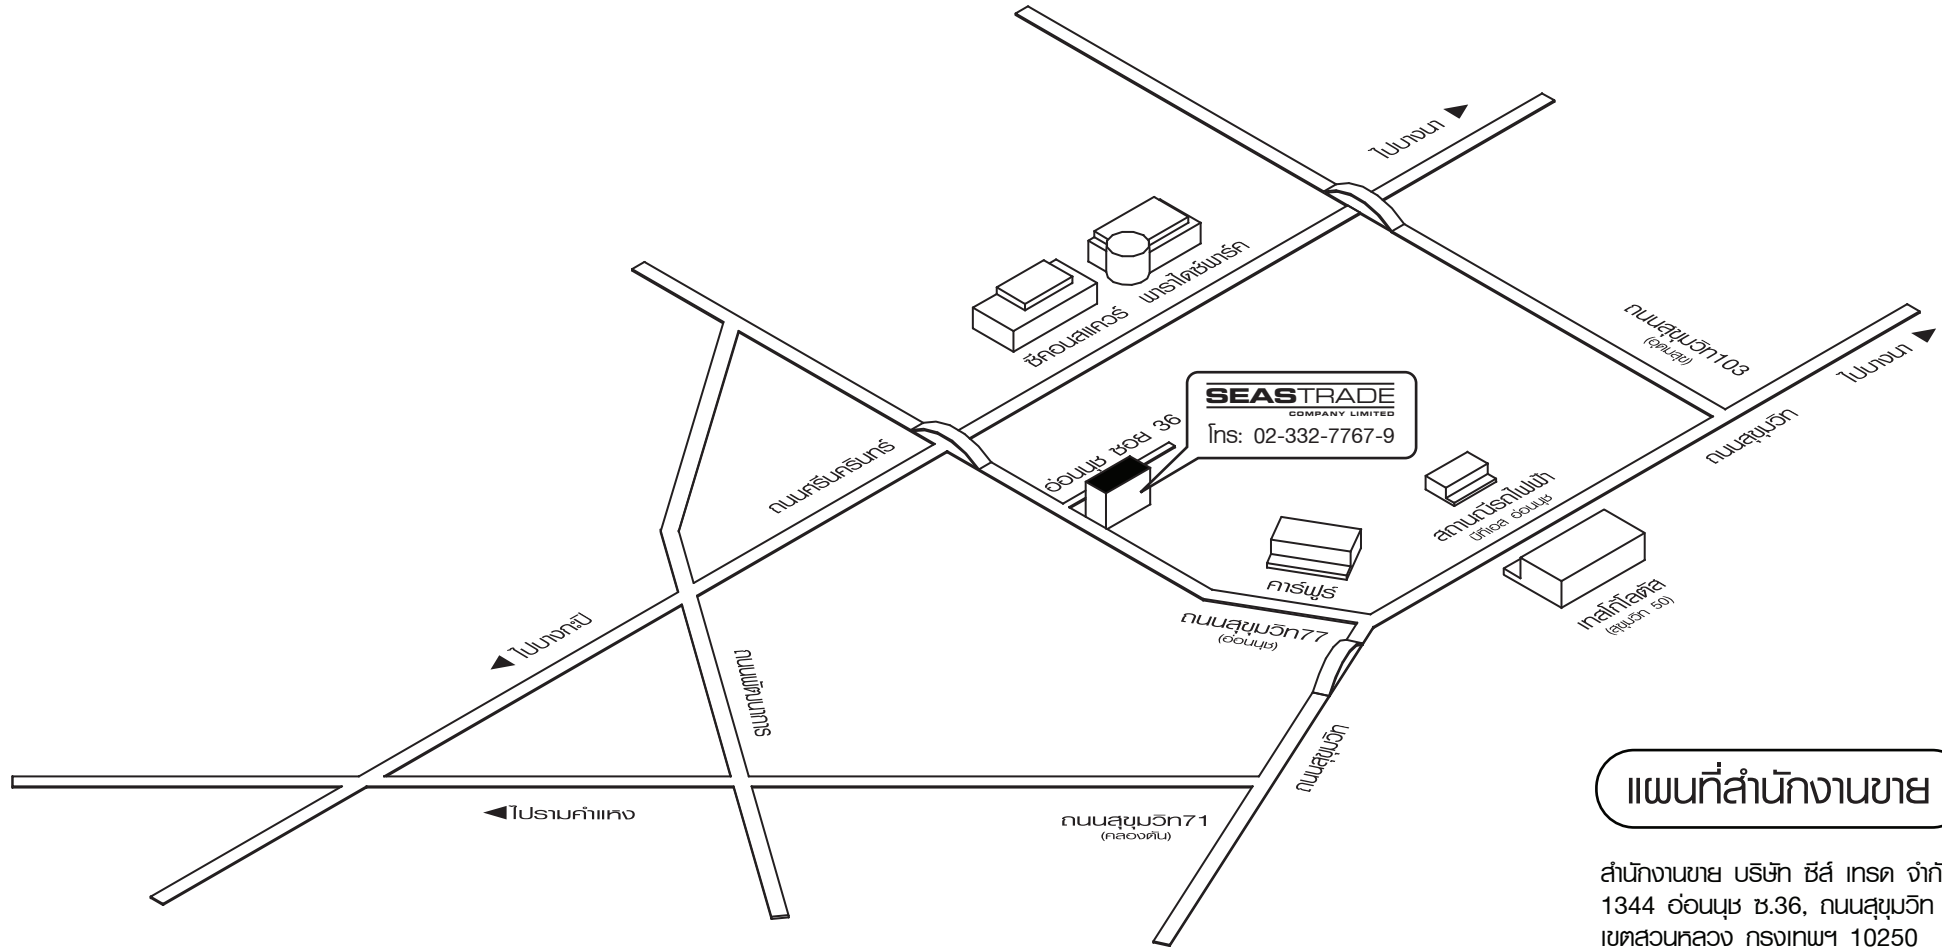 ไปบางนา
พาราไดซ์พาร์ค
ซีคอนสแควร์
ถนนสุขุมวิท103
(อุดมสุข)
ไปบางนา
SEASTRADE
COMPANY LIMITED
โทร: 02-332-7767-9
อ่อนนุช ซอย 36
ถนนศรีนครินทร์
ถนนสุขุมวิท
สถานีรถไฟฟ้า
บีทีเอส อ่อนนุช
คาร์ฟูร์
เทสโก้โลตัส
(สุขุมวิท 50)
ถนนสุขุมวิท77
(อ่อนนุช)
ไปบางกะปิ
ถนนพัฒนาการ
ถนนสุขุมวิท
ไปรามคำแหง
ถนนสุขุมวิท71
(คลองตัน)
แผนที่สำนักงานขาย
สำนักงานขาย บริษัท ซีส์ เทรด จำกั
1344 อ่อนนุช ซ.36, ถนนสุขุมวิท
เขตสวนหลวง กรุงเทพฯ 10250